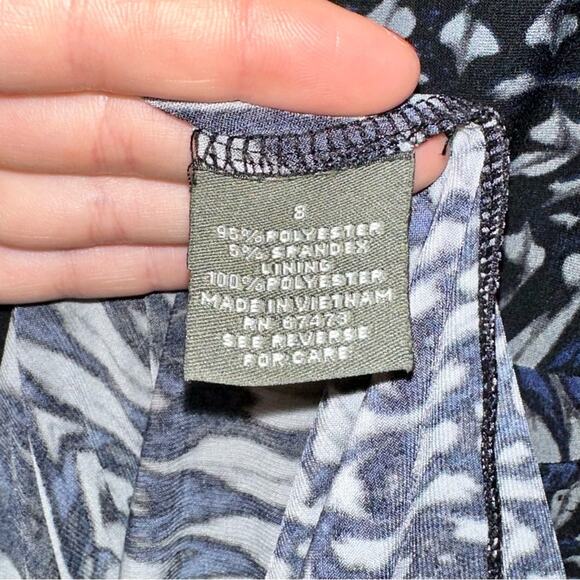 8
95% POLYESTER
5% SPANDEX
LINING
100% POLYESTER
MADE IN VIETNAM
RN 67473
SEE REVERSE
FOR CARE